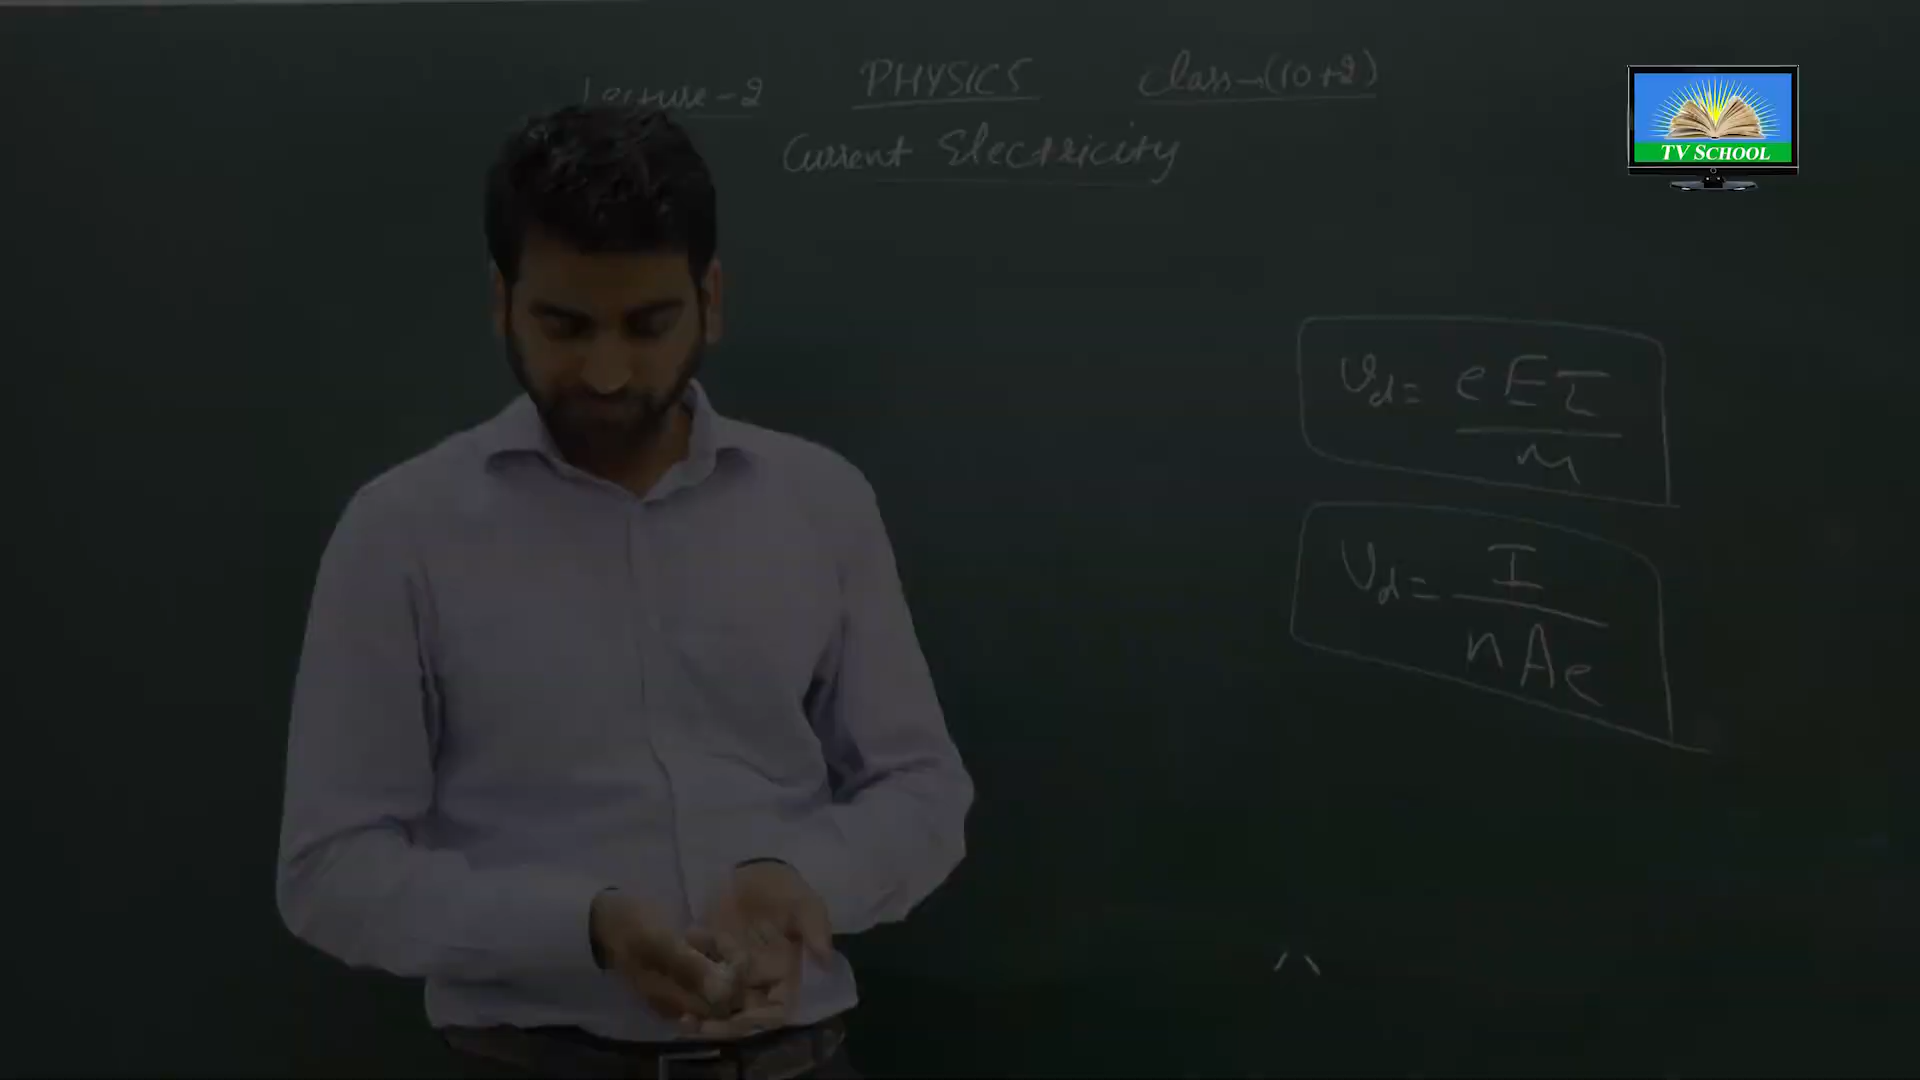 Lecture-2 PHYSICS Class-(10+2)
Current Electricity
TV SCHOOL
vd = eEτ / m
vd = I / nAe